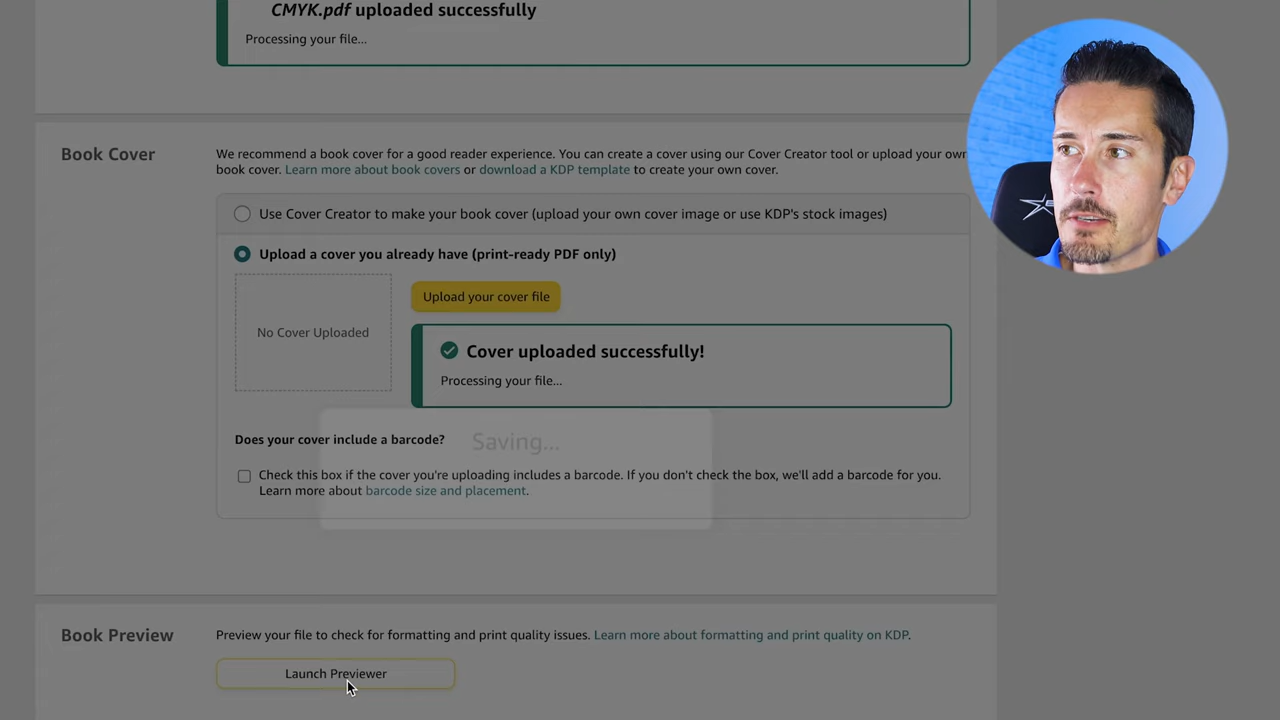 CMYK.pdf uploaded successfully
Processing your file...
Book Cover
We recommend a book cover for a good reader experience. You can create a cover using our Cover Creator tool or upload your own
book cover. Learn more about book covers or download a KDP template to create your own cover.
Use Cover Creator to make your book cover (upload your own cover image or use KDP's stock images)
Upload a cover you already have (print-ready PDF only)
No Cover Uploaded
Upload your cover file
Cover uploaded successfully!
Processing your file...
Does your cover include a barcode?
Saving...
Check this box if the cover you're uploading includes a barcode. If you don't check the box, we'll add a barcode for you.
Learn more about barcode size and placement.
Book Preview
Preview your file to check for formatting and print quality issues. Learn more about formatting and print quality on KDP.
Launch Previewer